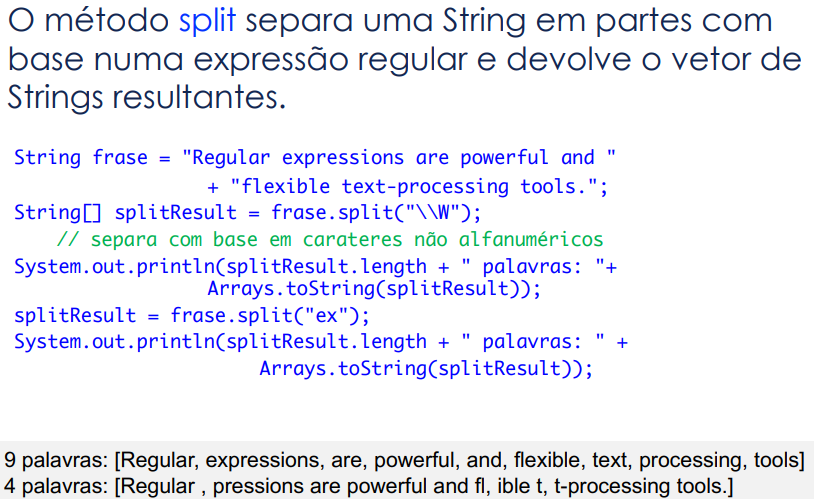 O método split separa uma String em partes com
base numa expressão regular e devolve o vetor de
Strings resultantes.
String frase = "Regular expressions are powerful and "
+ "flexible text-processing tools.";
String[] splitResult = frase.split("\\W");
// separa com base em carateres não alfanuméricos
System.out.println(splitResult.length + " palavras: "+
Arrays.toString(splitResult));
splitResult = frase.split("ex");
System.out.println(splitResult.length + " palavras: " +
Arrays.toString(splitResult));
9 palavras: [Regular, expressions, are, powerful, and, flexible, text, processing, tools]
4 palavras: [Regular , pressions are powerful and fl, ible t, t-processing tools.]